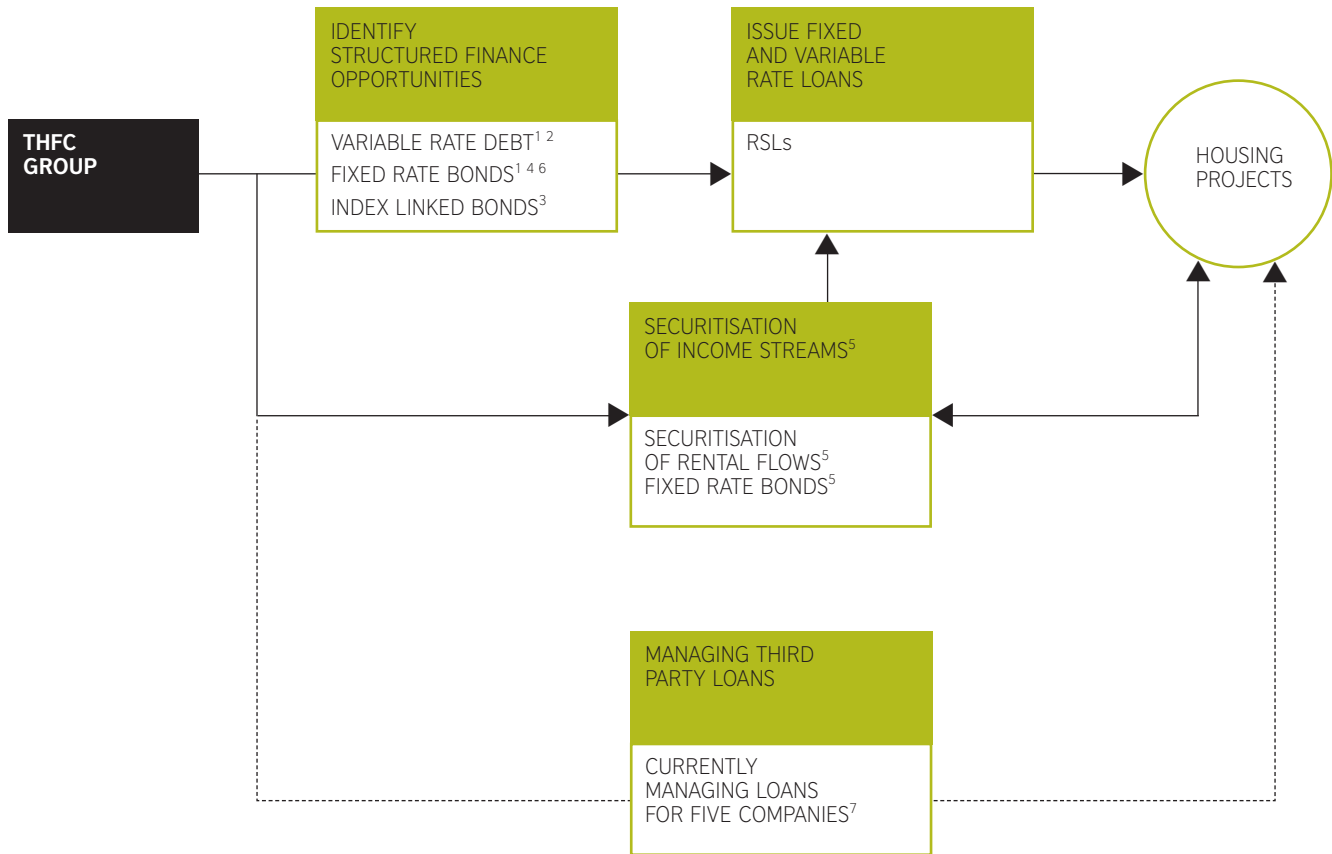 THFC
GROUP
IDENTIFY
STRUCTURED FINANCE
OPPORTUNITIES
VARIABLE RATE DEBT¹ ²
FIXED RATE BONDS¹ ⁴ ⁶
INDEX LINKED BONDS³
ISSUE FIXED
AND VARIABLE
RATE LOANS
RSLs
HOUSING
PROJECTS
SECURITISATION
OF INCOME STREAMS⁵
SECURITISATION
OF RENTAL FLOWS⁵
FIXED RATE BONDS⁵
MANAGING THIRD
PARTY LOANS
CURRENTLY
MANAGING LOANS
FOR FIVE COMPANIES⁷